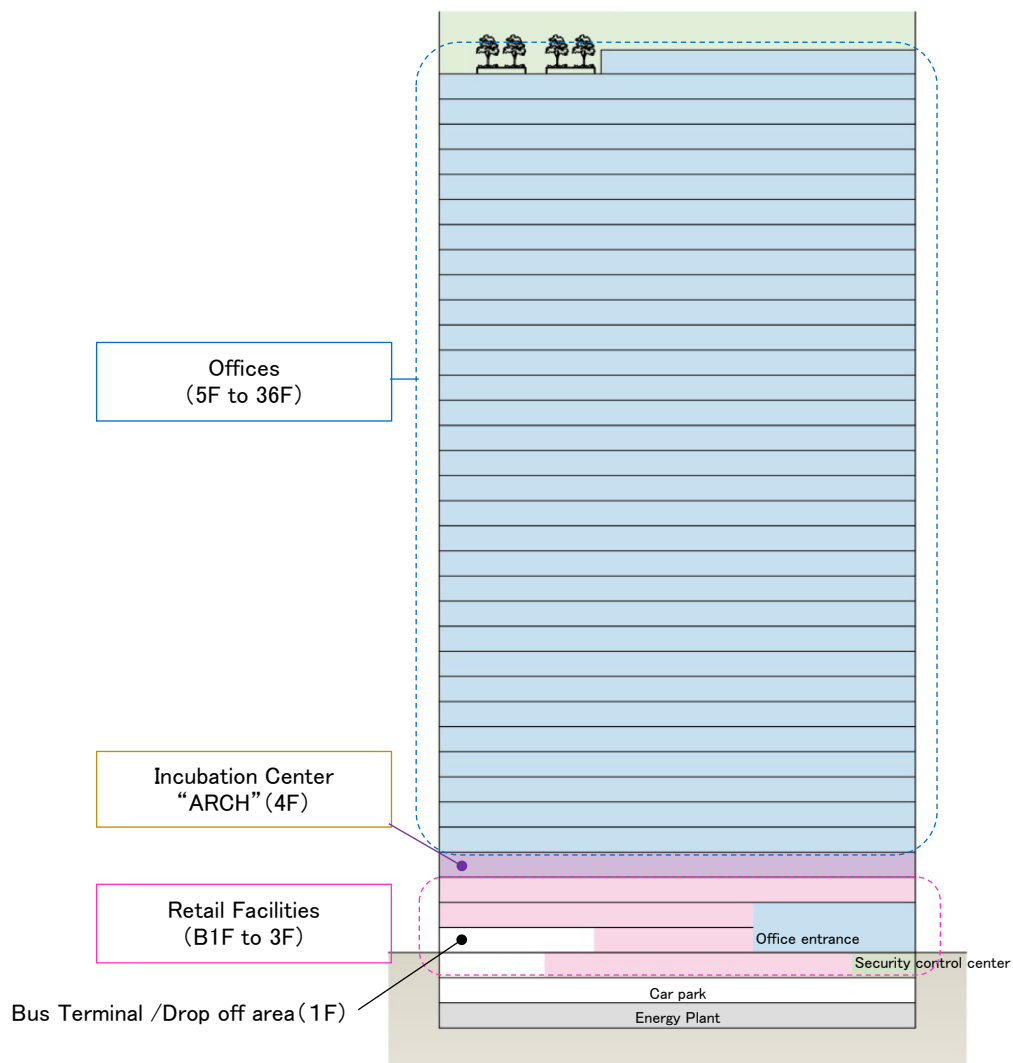 Offices
(5F to 36F)
Incubation Center
“ARCH”(4F)
Retail Facilities
(B1F to 3F)
Office entrance
Security control center
Car park
Bus Terminal /Drop off area(1F)
Energy Plant